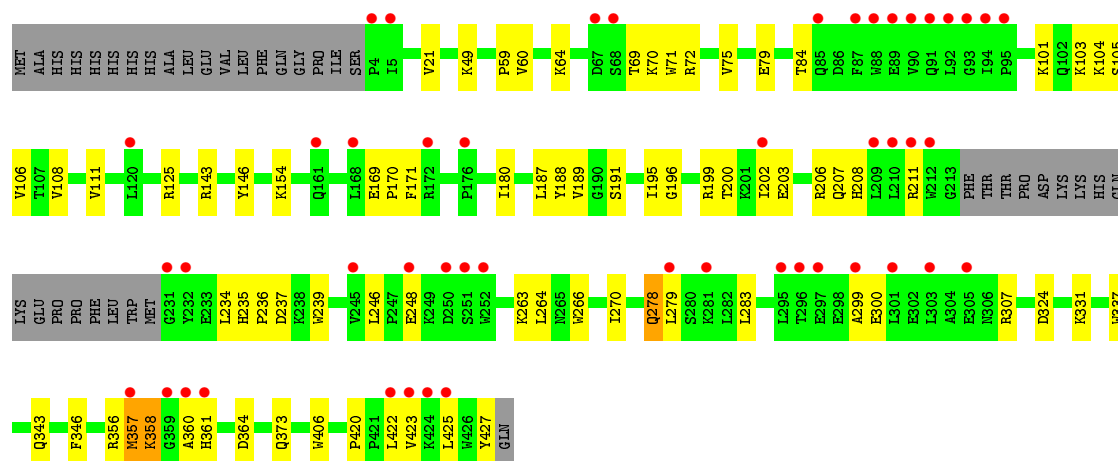 MET ALA HIS HIS HIS HIS HIS HIS ALA LEU GLU VAL LEU PHE GLN GLY PRO ILE SER P4 I5 V21 K49 P59 V60 K64 D67 S68 T69 K70 W71 R72 V75 E79 T84 Q85 D86 F87 W88 E89 V90 Q91 L92 G93 I94 P95 K101 Q102 K103 K104 S105
V106 T107 V108 V111 L120 R125 R143 Y146 K154 Q161 L168 E169 P170 F171 R172 P176 I180 L187 Y188 V189 G190 S191 I195 G196 R199 T200 K201 I202 E203 R206 Q207 H208 L209 L210 R211 W212 G213 PHE THR THR PRO ASP LYS LYS HIS GLN
LYS GLU PRO PRO PHE LEU TRP MET G231 Y232 E233 L234 H235 P236 D237 K238 W239 V245 L246 P247 E248 K249 D250 S251 W252 K263 L264 N265 W266 I270 Q278 L279 S280 K281 L282 L283 L295 T296 E297 E298 A299 E300 L301 E302 L303 A304 E305 N306 R307 D324 K331 W337
Q343 F346 R356 M357 K358 G359 A360 H361 D364 Q373 W406 P420 P421 L422 V423 K424 L425 W426 Y427 GLN